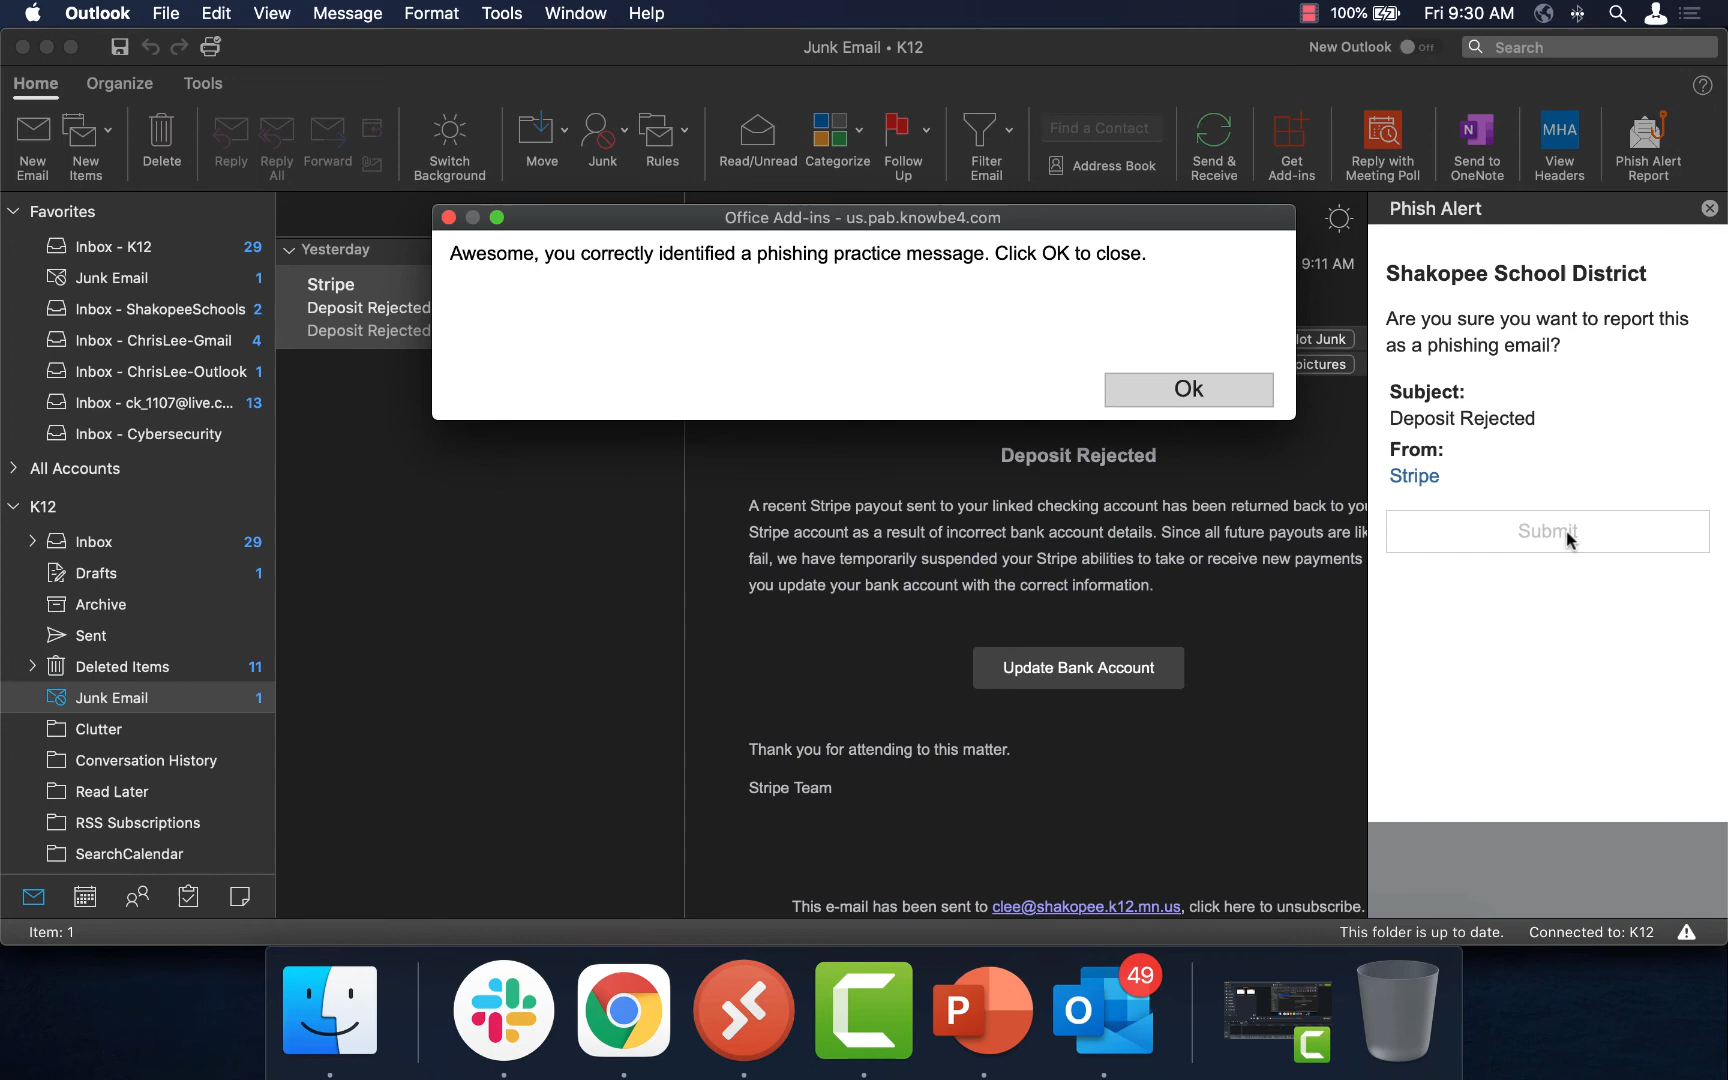 Outlook File Edit View Message Format Tools Window Help 100% Fri 9:30 AM
Junk Email • K12 New Outlook Off Search
Home Organize Tools
New Email
New Items
Delete
Reply
Reply All
Forward
Switch Background
Move
Junk
Rules
Read/Unread
Categorize
Follow Up
Filter Email
Find a Contact
Address Book
Send & Receive
Get Add-ins
Reply with Meeting Poll
N
Send to OneNote
MHA
View Headers
Phish Alert Report
Favorites
Inbox - K12 29
Junk Email 1
Inbox - ShakopeeSchools 2
Inbox - ChrisLee-Gmail 4
Inbox - ChrisLee-Outlook 1
Inbox - ck_1107@live.c... 13
Inbox - Cybersecurity
All Accounts
K12
Inbox 29
Drafts 1
Archive
Sent
Deleted Items 11
Junk Email 1
Clutter
Conversation History
Read Later
RSS Subscriptions
SearchCalendar
Yesterday
Stripe
Deposit Rejected
Deposit Rejected
Office Add-ins - us.pab.knowbe4.com
Awesome, you correctly identified a phishing practice message. Click OK to close.
Ok
9:11 AM
lot Junk
pictures
Deposit Rejected
A recent Stripe payout sent to your linked checking account has been returned back to you
Stripe account as a result of incorrect bank account details. Since all future payouts are lik
fail, we have temporarily suspended your Stripe abilities to take or receive new payments
you update your bank account with the correct information.
Update Bank Account
Thank you for attending to this matter.
Stripe Team
This e-mail has been sent to clee@shakopee.k12.mn.us, click here to unsubscribe.
Phish Alert
Shakopee School District
Are you sure you want to report this
as a phishing email?
Subject:
Deposit Rejected
From:
Stripe
Submit
Item: 1 This folder is up to date. Connected to: K12
P
O
49
C